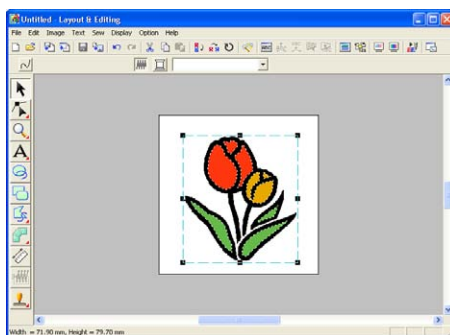 Untitled - Layout & Editing
File Edit Image Text Sew Display Option Help
A
Width = 71.90 mm, Height = 79.70 mm